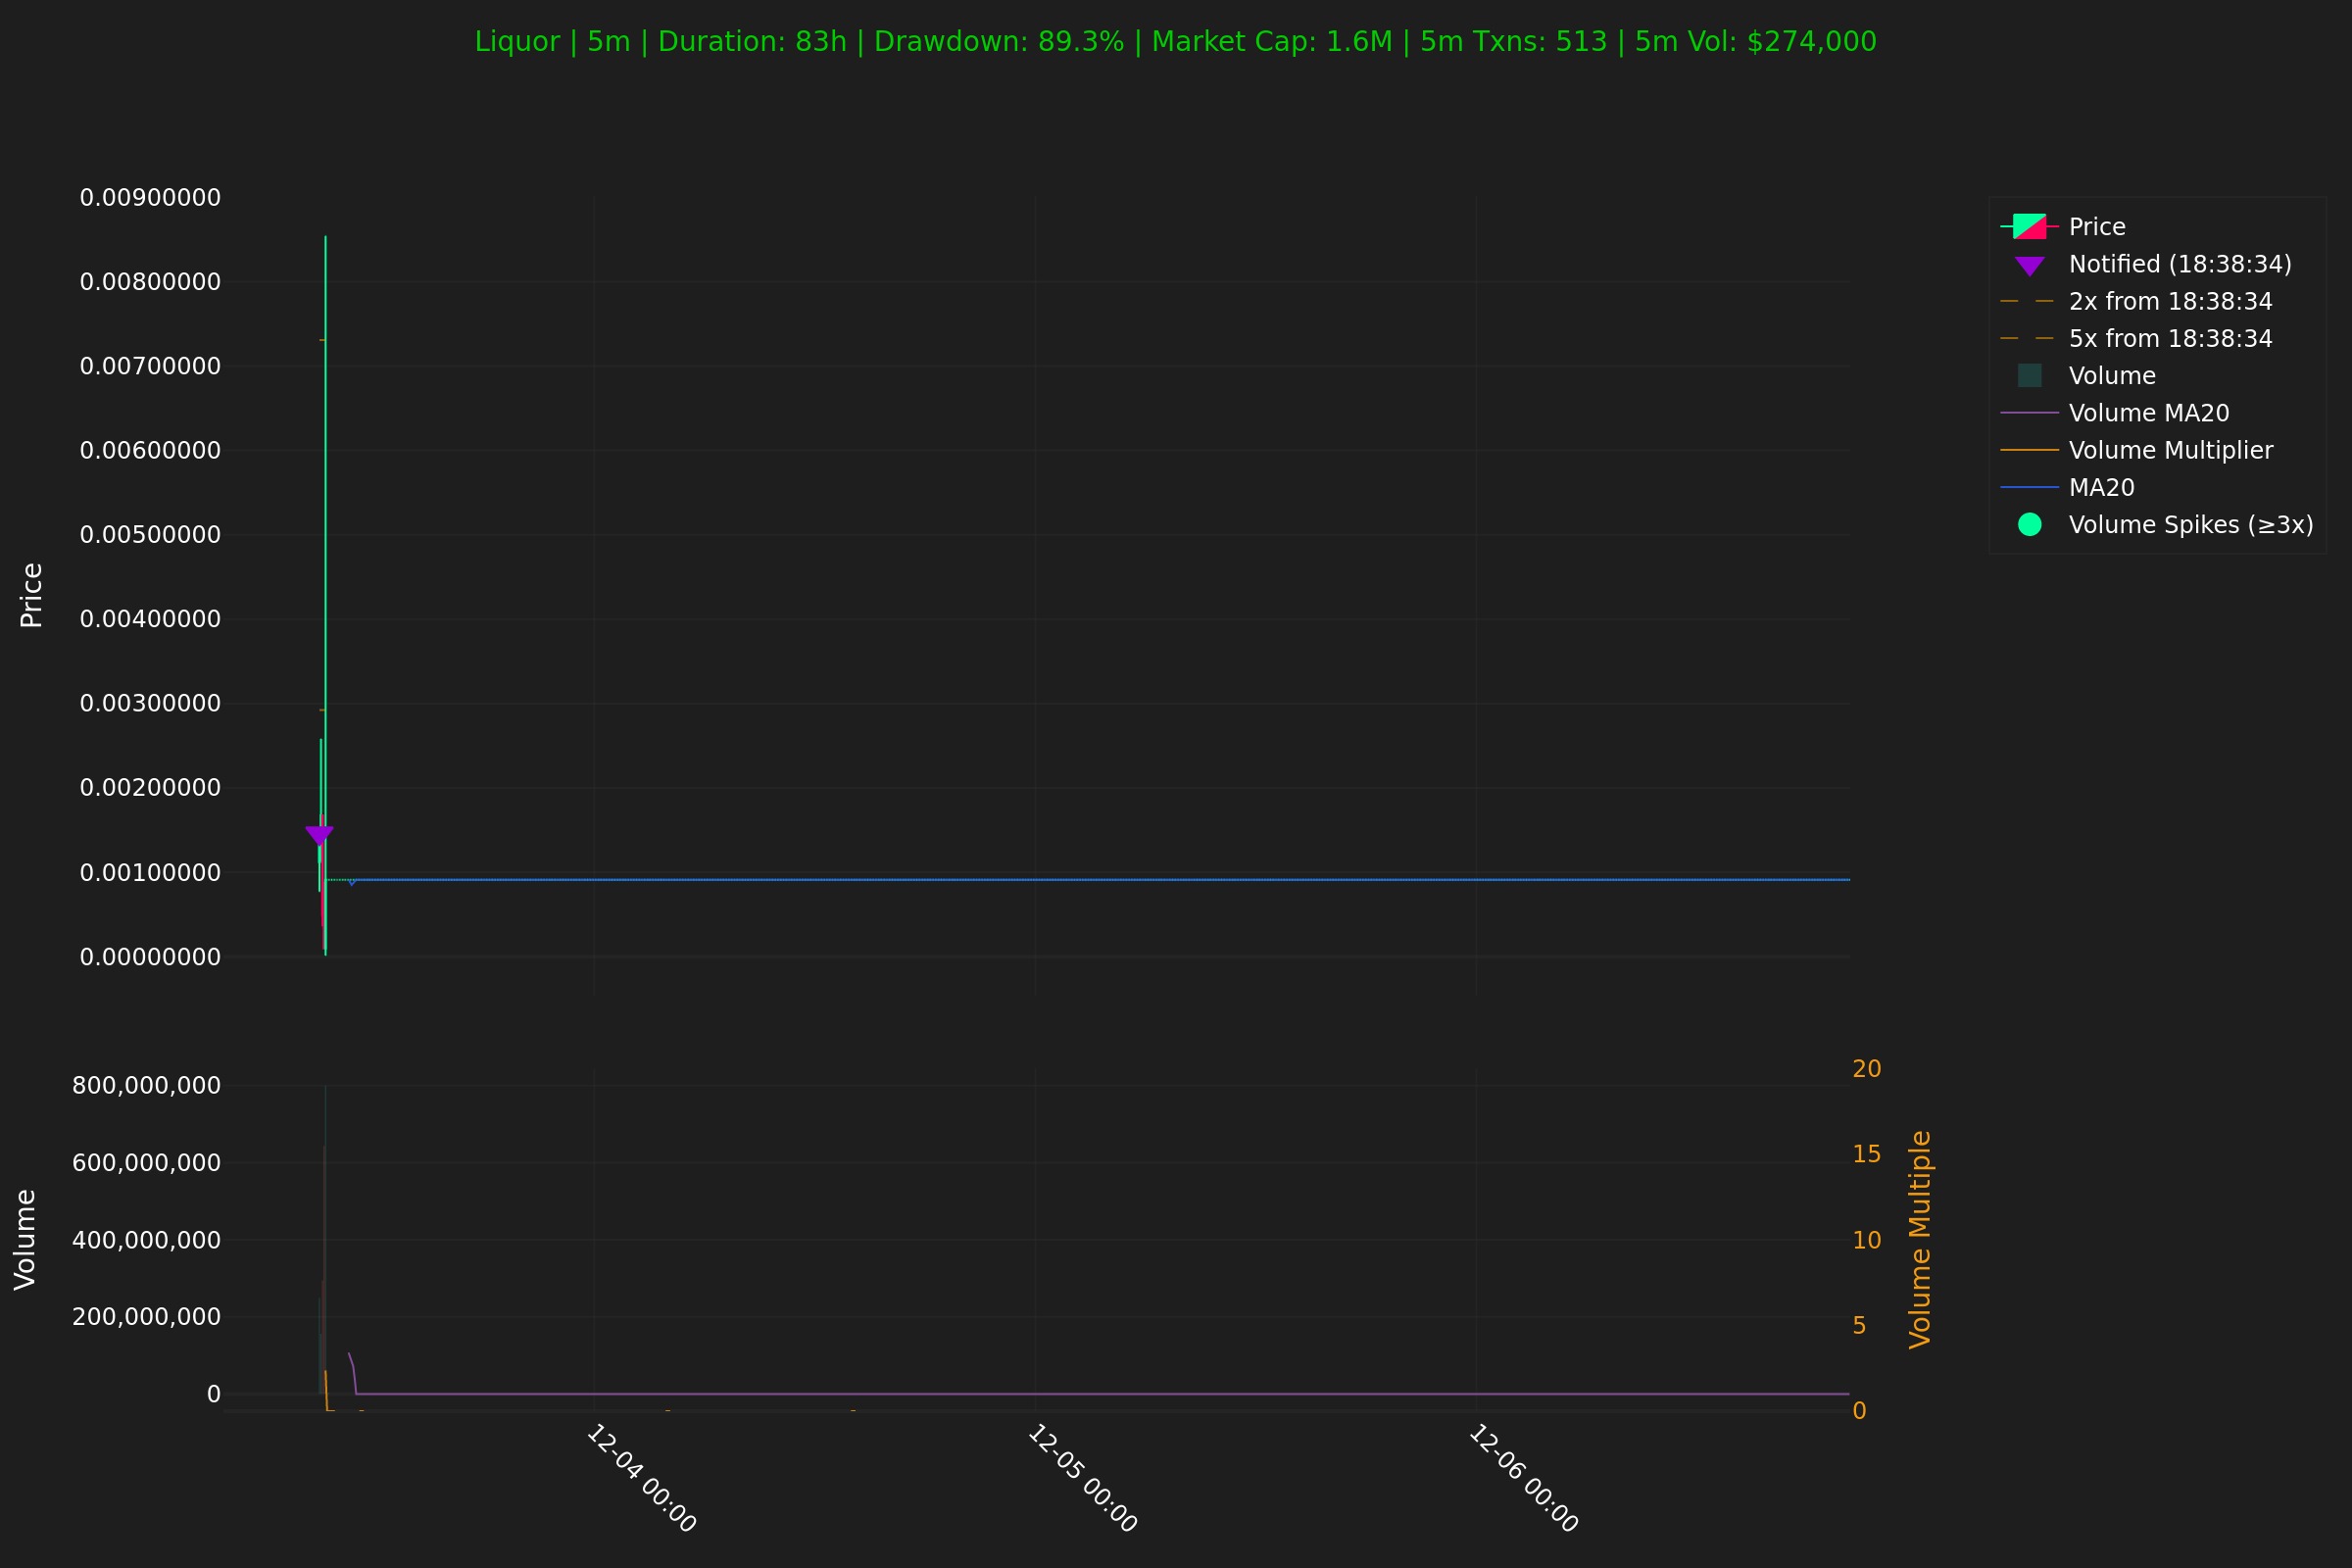 Liquor | 5m | Duration: 83h | Drawdown: 89.3% | Market Cap: 1.6M | 5m Txns: 513 | 5m Vol: $274,000
Price
0.00900000
0.00800000
0.00700000
0.00600000
0.00500000
0.00400000
0.00300000
0.00200000
0.00100000
0.00000000
Price
Notified (18:38:34)
2x from 18:38:34
5x from 18:38:34
Volume
Volume MA20
Volume Multiplier
MA20
Volume Spikes (≥3x)
Volume
800,000,000
600,000,000
400,000,000
200,000,000
0
20
15
10
5
0
Volume Multiple
12-04 00:00
12-05 00:00
12-06 00:00